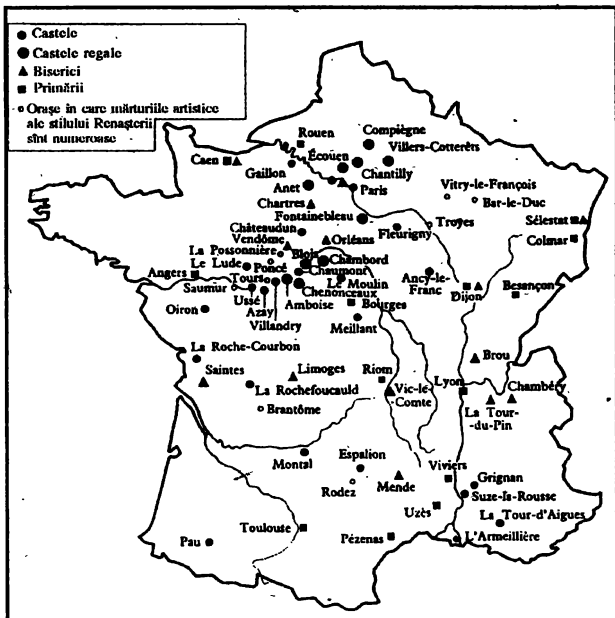 Castele
Castele regale
Biserici
Primării
Orașe în care mărturiile artistice
ale stilului Renașterii
sînt numeroase
Rouen
Compiègne
Villers-Cotterêts
Écouen
Caen
Gaillon
Chantilly
Anet
Paris
Vitry-le-François
Bar-le-Duc
Chartres
Fontainebleau
Troyes
Sélestat
Châteaudun
Fleurigny
Colmar
Vendôme
Orléans
La Possonnière
Blois
Chambord
Le Lude
Poncé
Chaumont
Angers
Tours
Le Moulin
Ancy-le-
Franc
Dijon
Besançon
Saumur
Chenonceaux
Ussé
Amboise
Bourges
Oiron
Azay
Villandry
Meillant
La Roche-Courbon
Brou
Saintes
Limoges
Riom
Lyon
Chambéry
La Rochefoucauld
Vic-le-
Comte
La Tour-
du-Pin
Brantôme
Montal
Espalion
Viviers
Grignan
Rodez
Mende
Suze-la-Rousse
Uzès
La Tour-d'Aigues
Toulouse
Pau
Pézenas
L'Armeillière